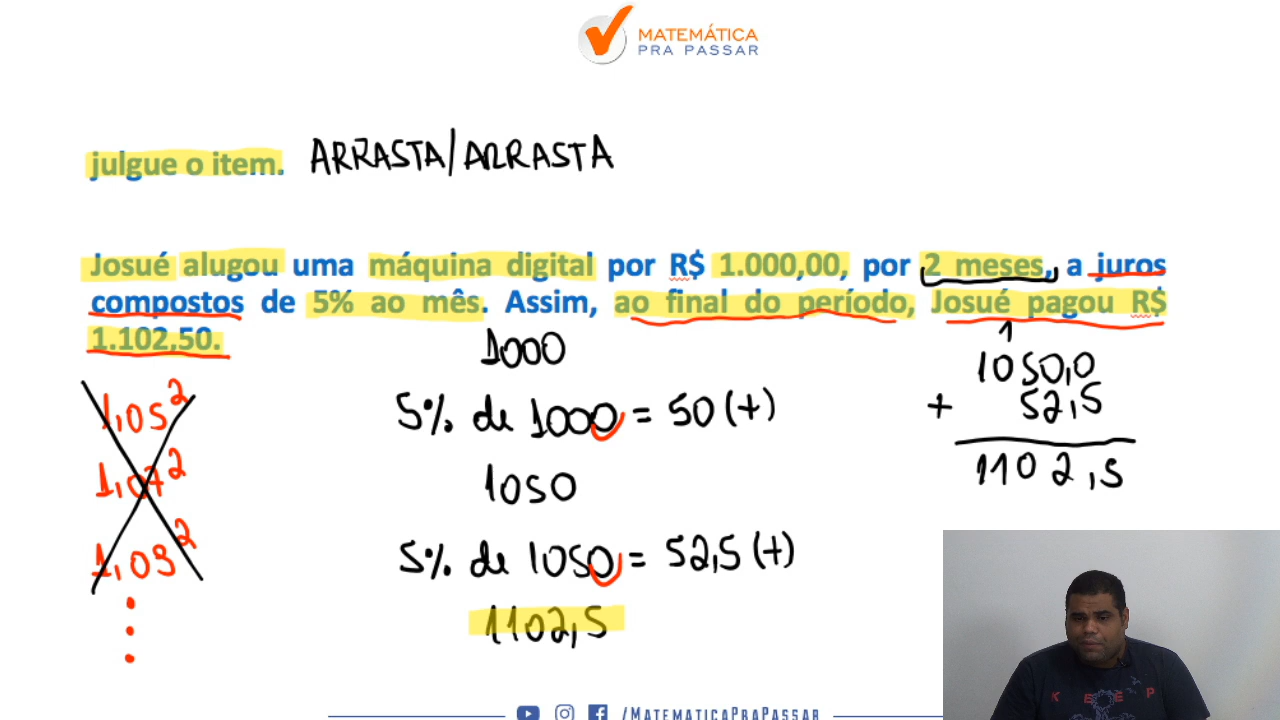 MATEMÁTICA
PRA PASSAR
julgue o item. ARRASTA/ARRASTA
Josué alugou uma máquina digital por R$ 1.000,00, por 2 meses, a juros
compostos de 5% ao mês. Assim, ao final do período, Josué pagou R$
1.102,50.
1,05²
1,07²
1,09²
1000
5% de 1000 = 50 (+)
1050
5% de 1050 = 52,5 (+)
1102,5
1
1050,0
+ 52,5
1102,5
KEEP
/MATEMATICAPRAPASSAR